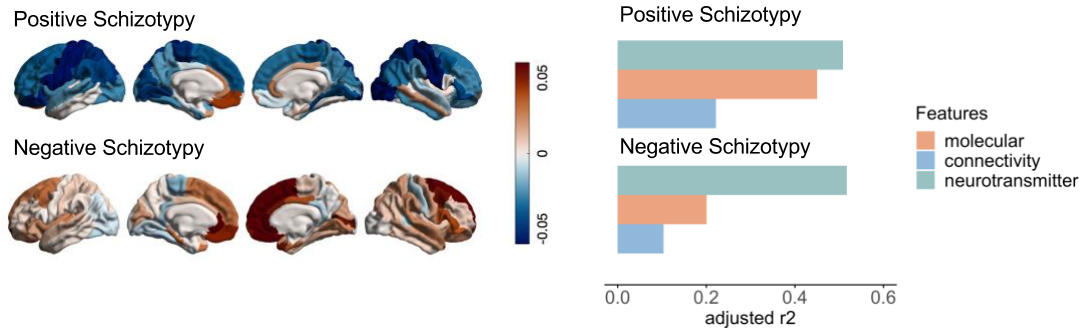 Positive Schizotypy
Negative Schizotypy
0.05
0
-0.05
Positive Schizotypy
Negative Schizotypy
0.0 0.2 0.4 0.6
adjusted r2
Features
molecular
connectivity
neurotransmitter